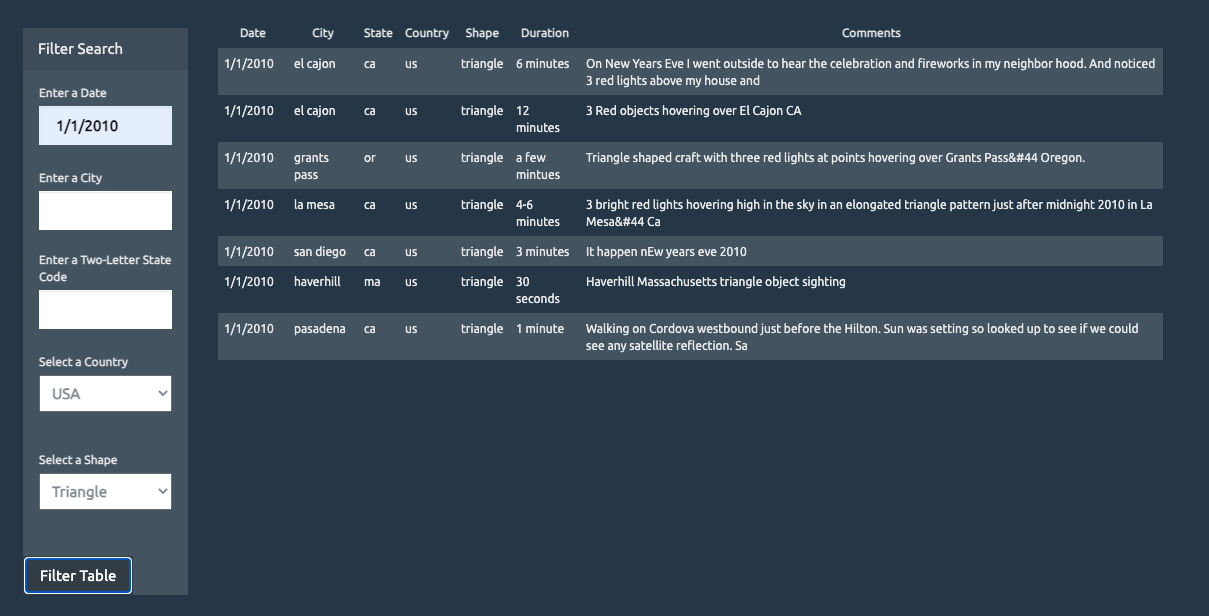 Filter Search
Enter a Date
1/1/2010
Enter a City
Enter a Two-Letter State
Code
Select a Country
USA
Select a Shape
Triangle
Filter Table
Date City State Country Shape Duration Comments
1/1/2010 el cajon ca us triangle 6 minutes On New Years Eve I went outside to hear the celebration and fireworks in my neighbor hood. And noticed
3 red lights above my house and
1/1/2010 el cajon ca us triangle 12 3 Red objects hovering over El Cajon CA
minutes
1/1/2010 grants or us triangle a few Triangle shaped craft with three red lights at points hovering over Grants Pass&#44 Oregon.
pass mintues
1/1/2010 la mesa ca us triangle 4-6 3 bright red lights hovering high in the sky in an elongated triangle pattern just after midnight 2010 in La
minutes Mesa&#44 Ca
1/1/2010 san diego ca us triangle 3 minutes It happen nEw years eve 2010
1/1/2010 haverhill ma us triangle 30 Haverhill Massachusetts triangle object sighting
seconds
1/1/2010 pasadena ca us triangle 1 minute Walking on Cordova westbound just before the Hilton. Sun was setting so looked up to see if we could
see any satellite reflection. Sa